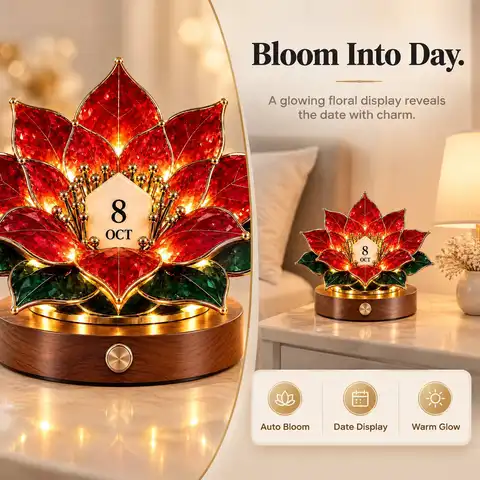 Bloom Into Day.
A glowing floral display reveals
the date with charm.
8
OCT
8
OCT
Auto Bloom
Date Display
Warm Glow